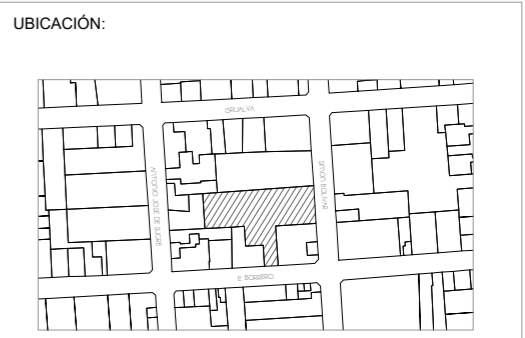 UBICACIÓN:
GRIJALVA
ANTONIO JOSE DE SUCRE
SIMON BOLIVAR
E. BORRERO